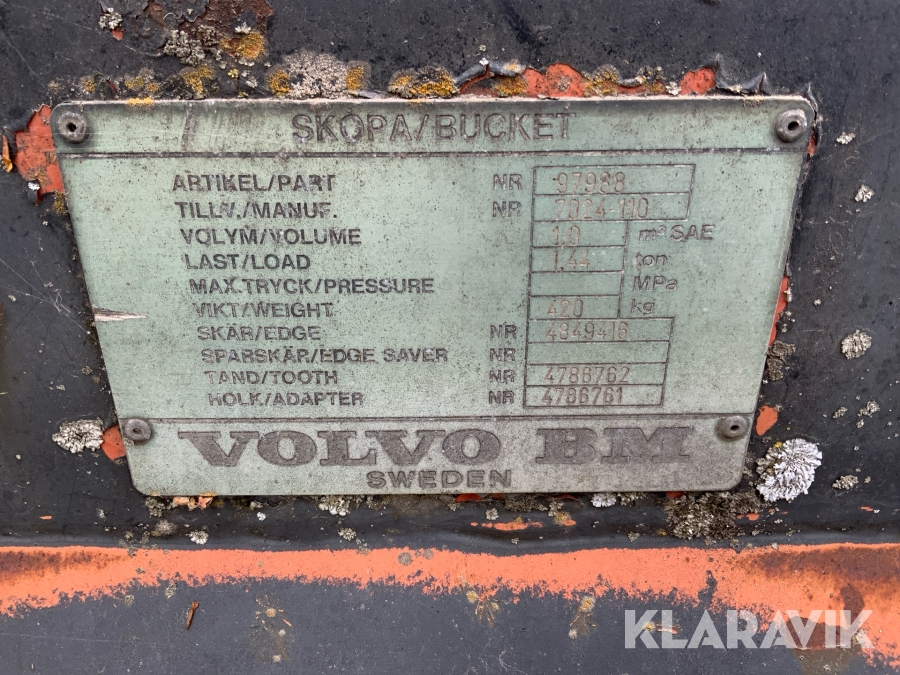 SKOPA/BUCKET
ARTIKEL/PART NR 97988
TILLV./MANUF. NR 7024-110
VOLYM/VOLUME 1.0 m³ SAE
LAST/LOAD 1.44 ton
MAX.TRYCK/PRESSURE MPa
VIKT/WEIGHT 420 kg
SKÄR/EDGE NR 4849416
SPARSKÄR/EDGE SAVER NR
TAND/TOOTH NR 4786762
HOLK/ADAPTER NR 4786761
VOLVO BM
SWEDEN
KLARAVIK